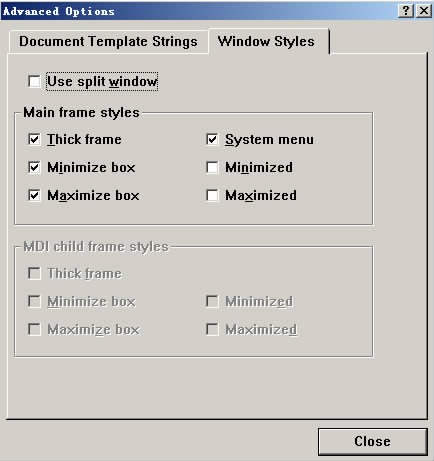 Advanced Options
Document Template Strings Window Styles
Use split window
Main frame styles
Thick frame System menu
Minimize box Minimized
Maximize box Maximized
MDI child frame styles
Thick frame
Minimize box Minimized
Maximize box Maximized
Close